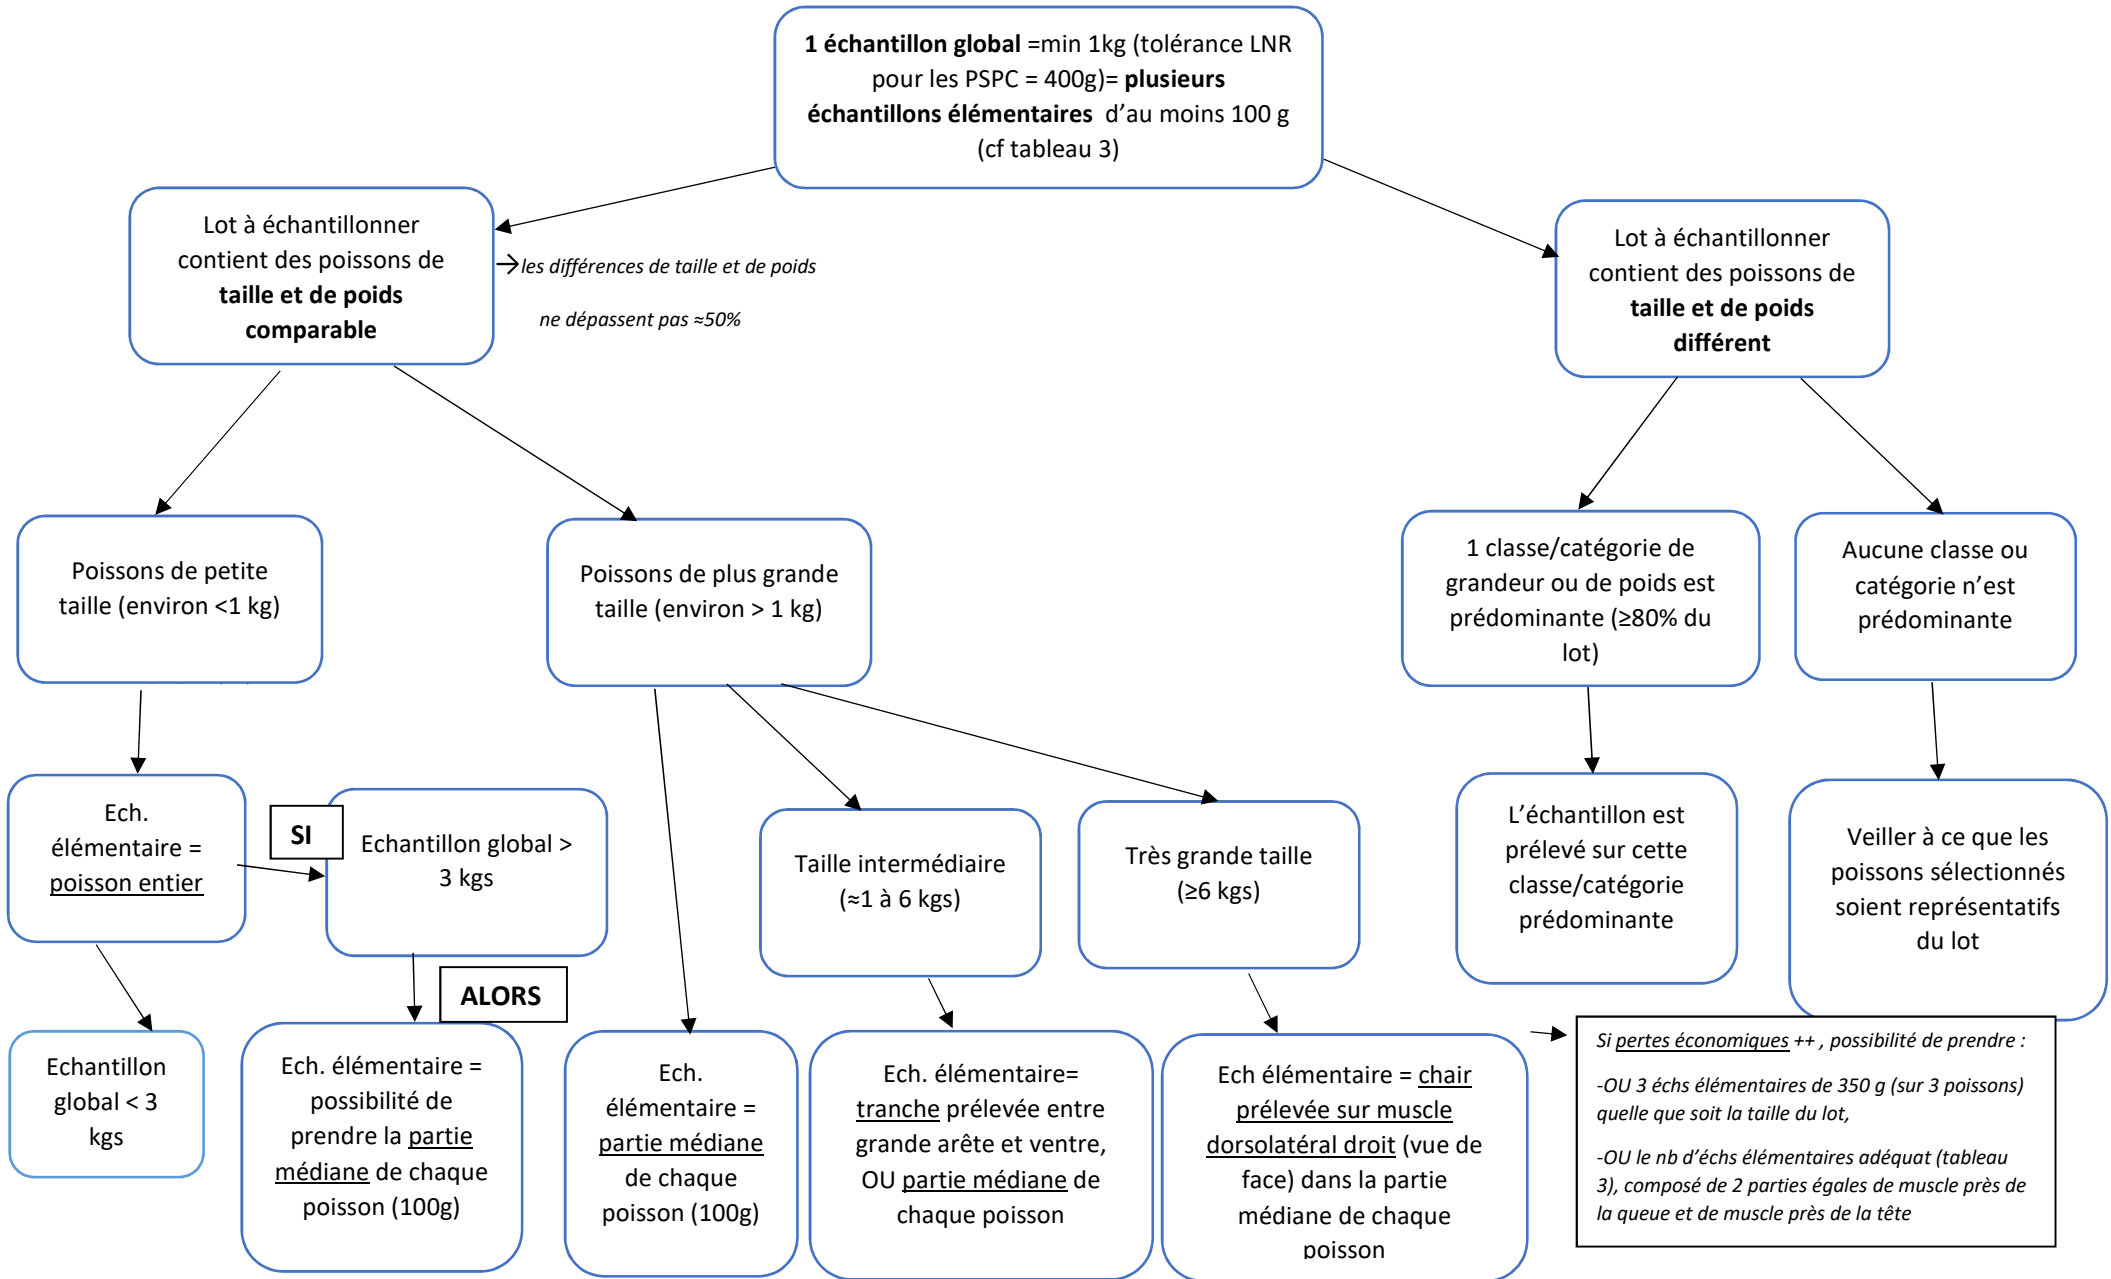 1 échantillon global =min 1kg (tolérance LNR
pour les PSPC = 400g)= plusieurs
échantillons élémentaires d’au moins 100 g
(cf tableau 3)
Lot à échantillonner
contient des poissons de
taille et de poids
comparable
→les différences de taille et de poids
ne dépassent pas ≈50%
Lot à échantillonner
contient des poissons de
taille et de poids
différent
Poissons de petite
taille (environ <1 kg)
Poissons de plus grande
taille (environ > 1 kg)
1 classe/catégorie de
grandeur ou de poids est
prédominante (≥80% du
lot)
Aucune classe ou
catégorie n’est
prédominante
Ech.
élémentaire =
poisson entier
SI
Echantillon global >
3 kgs
Taille intermédiaire
(≈1 à 6 kgs)
Très grande taille
(≥6 kgs)
L’échantillon est
prélevé sur cette
classe/catégorie
prédominante
Veiller à ce que les
poissons sélectionnés
soient représentatifs
du lot
ALORS
Echantillon
global < 3
kgs
Ech. élémentaire =
possibilité de
prendre la partie
médiane de chaque
poisson (100g)
Ech.
élémentaire =
partie médiane
de chaque
poisson (100g)
Ech. élémentaire=
tranche prélevée entre
grande arête et ventre,
OU partie médiane de
chaque poisson
Ech élémentaire = chair
prélevée sur muscle
dorsolatéral droit (vue de
face) dans la partie
médiane de chaque
poisson
Si pertes économiques ++ , possibilité de prendre :
-OU 3 échs élémentaires de 350 g (sur 3 poissons)
quelle que soit la taille du lot,
-OU le nb d’échs élémentaires adéquat (tableau
3), composé de 2 parties égales de muscle près de
la queue et de muscle près de la tête